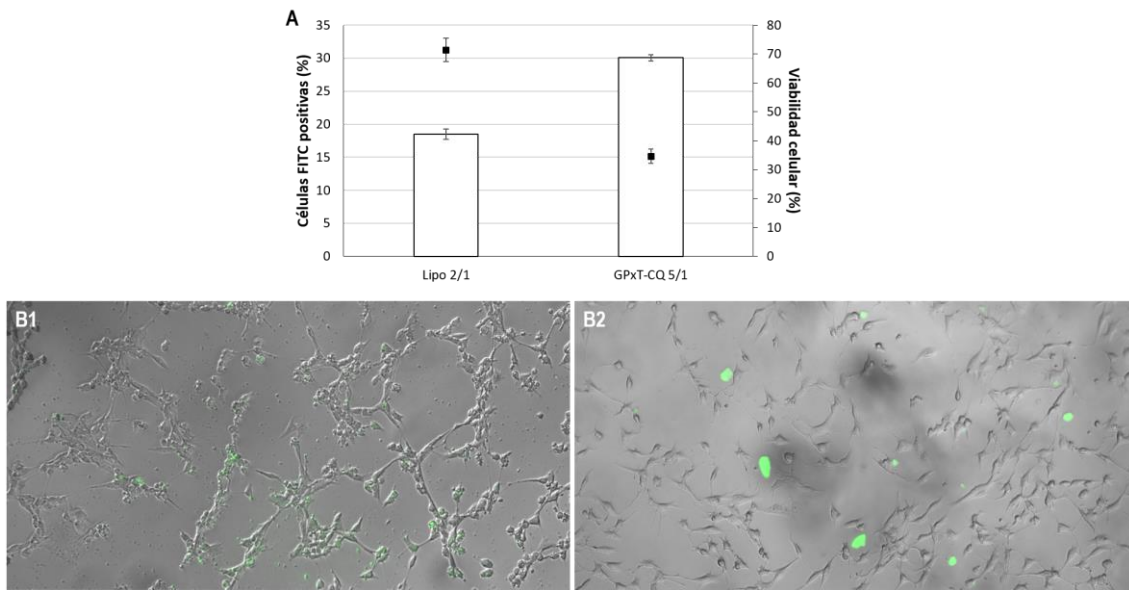 A
Células FITC positivas (%)
35
30
25
20
15
10
5
0
80
70
60
50
40
30
20
10
0
Viabilidad celular (%)
Lipo 2/1
GPxT-CQ 5/1
B1
B2